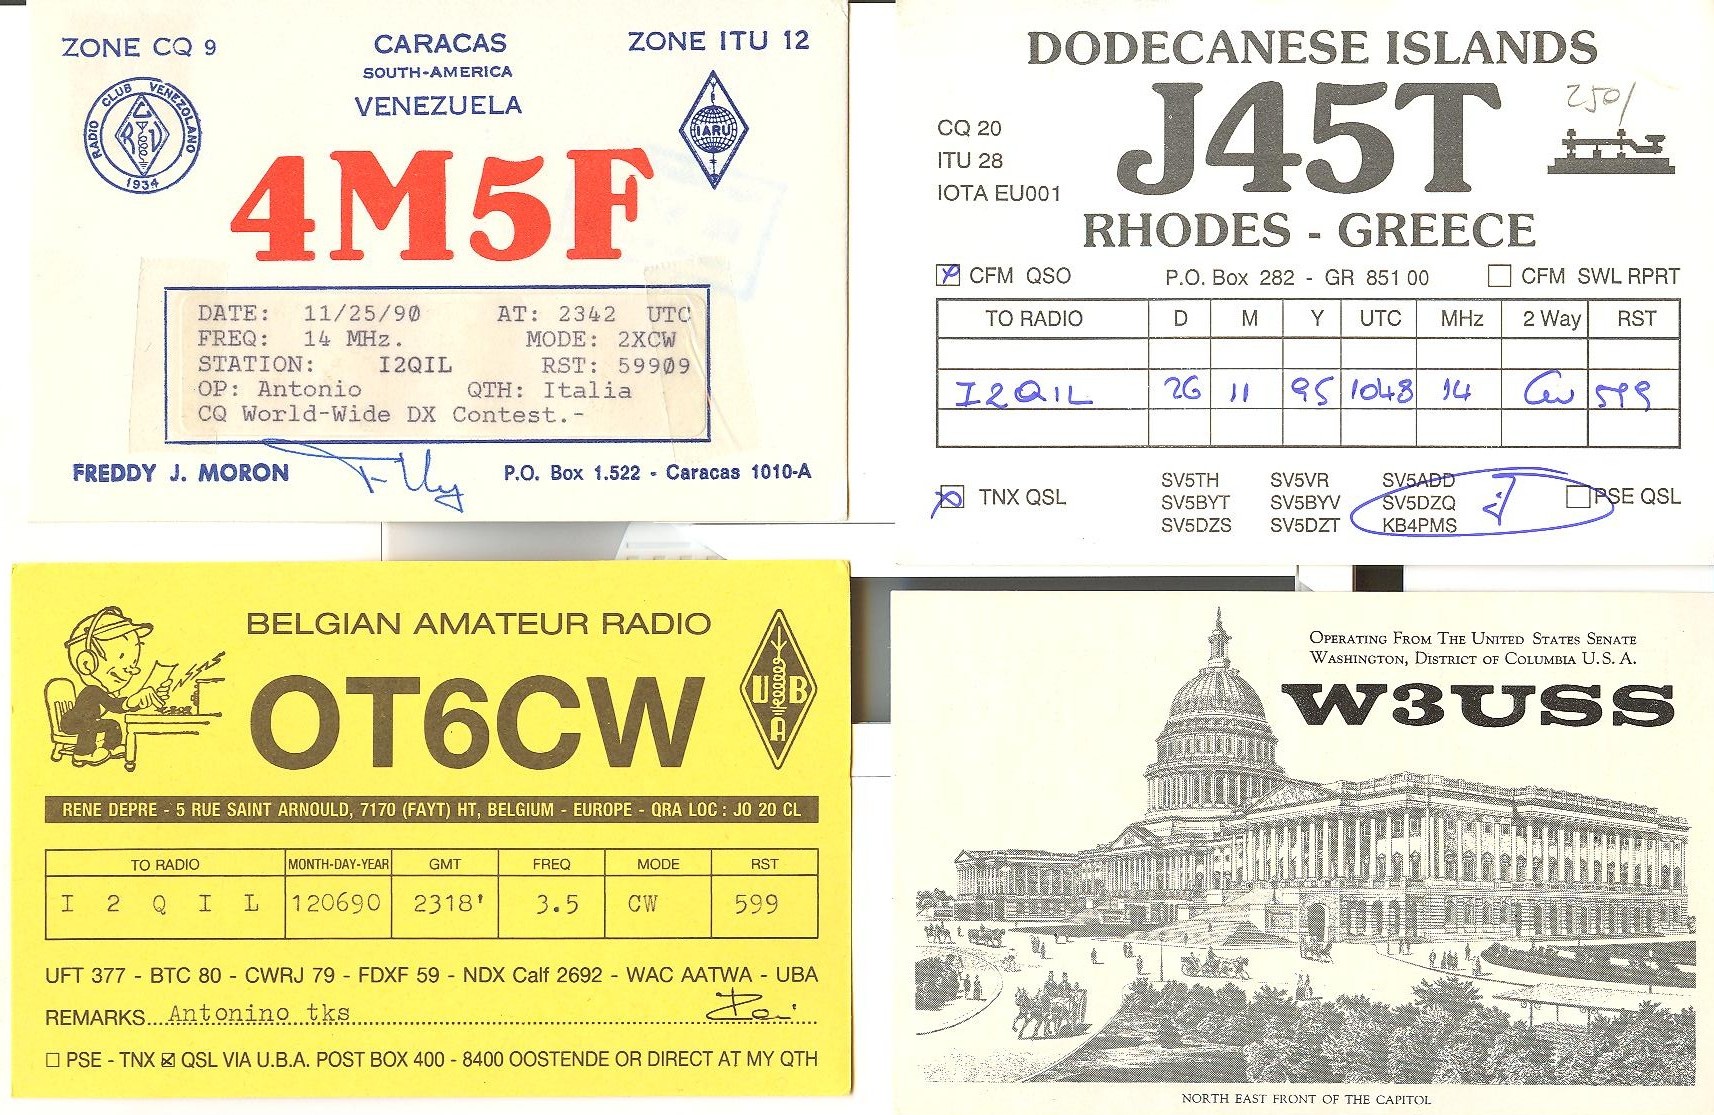 ZONE CQ 9
CARACAS
ZONE ITU 12
SOUTH-AMERICA
VENEZUELA
RADIO CLUB VENEZOLANO
R C V
1934
IARU
4M5F
DATE: 11/25/90 AT: 2342 UTC
FREQ: 14 MHz. MODE: 2XCW
STATION: I2QIL RST: 59909
OP: Antonio QTH: Italia
CQ World-Wide DX Contest.-
FREDDY J. MORON
P.O. Box 1.522 - Caracas 1010-A
DODECANESE ISLANDS
J45T
250/
CQ 20
ITU 28
IOTA EU001
RHODES - GREECE
CFM QSO P.O. Box 282 - GR 851 00 CFM SWL RPRT
TO RADIO D M Y UTC MHz 2 Way RST
I2QIL 26 11 95 1048 14 CW 599
TNX QSL
SV5TH SV5VR SV5ADD
SV5BYT SV5BYV SV5DZQ
SV5DZS SV5DZT KB4PMS
PSE QSL
BELGIAN AMATEUR RADIO
OT6CW
U B A
RENE DEPRE - 5 RUE SAINT ARNOULD, 7170 (FAYT) HT, BELGIUM - EUROPE - QRA LOC : JO 20 CL
TO RADIO MONTH-DAY-YEAR GMT FREQ MODE RST
I 2 Q I L 120690 2318' 3.5 CW 599
UFT 377 - BTC 80 - CWRJ 79 - FDXF 59 - NDX Calf 2692 - WAC AATWA - UBA
REMARKS... Antonino tks
PSE - TNX QSL VIA U.B.A. POST BOX 400 - 8400 OOSTENDE OR DIRECT AT MY QTH
OPERATING FROM THE UNITED STATES SENATE
WASHINGTON, DISTRICT OF COLUMBIA U.S.A.
W3USS
NORTH EAST FRONT OF THE CAPITOL